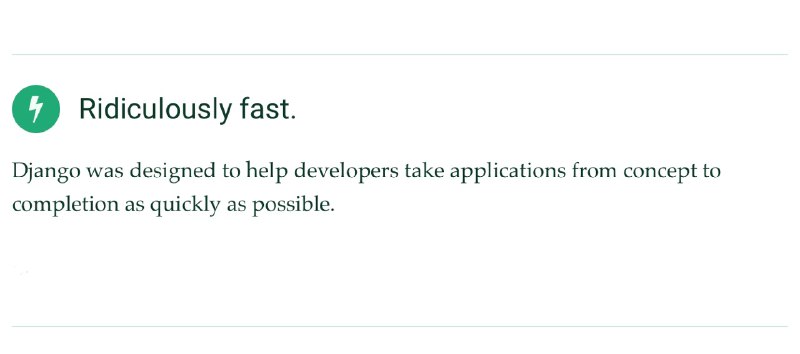 Ridiculously fast.
Django was designed to help developers take applications from concept to
completion as quickly as possible.